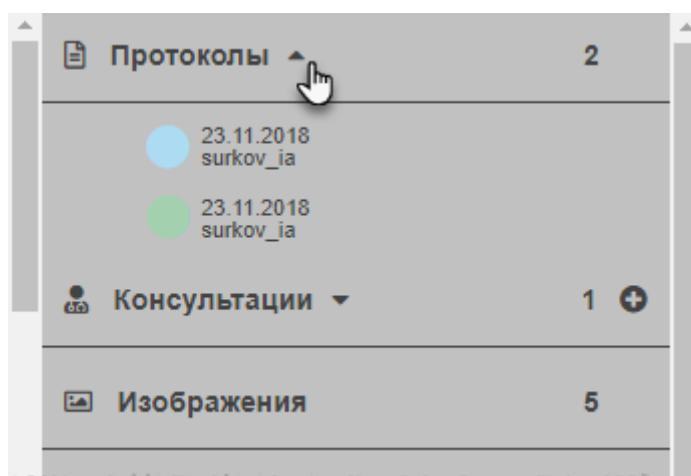 Протоколы 2
23.11.2018
surkov_ia
23.11.2018
surkov_ia
Консультации 1
Изображения 5